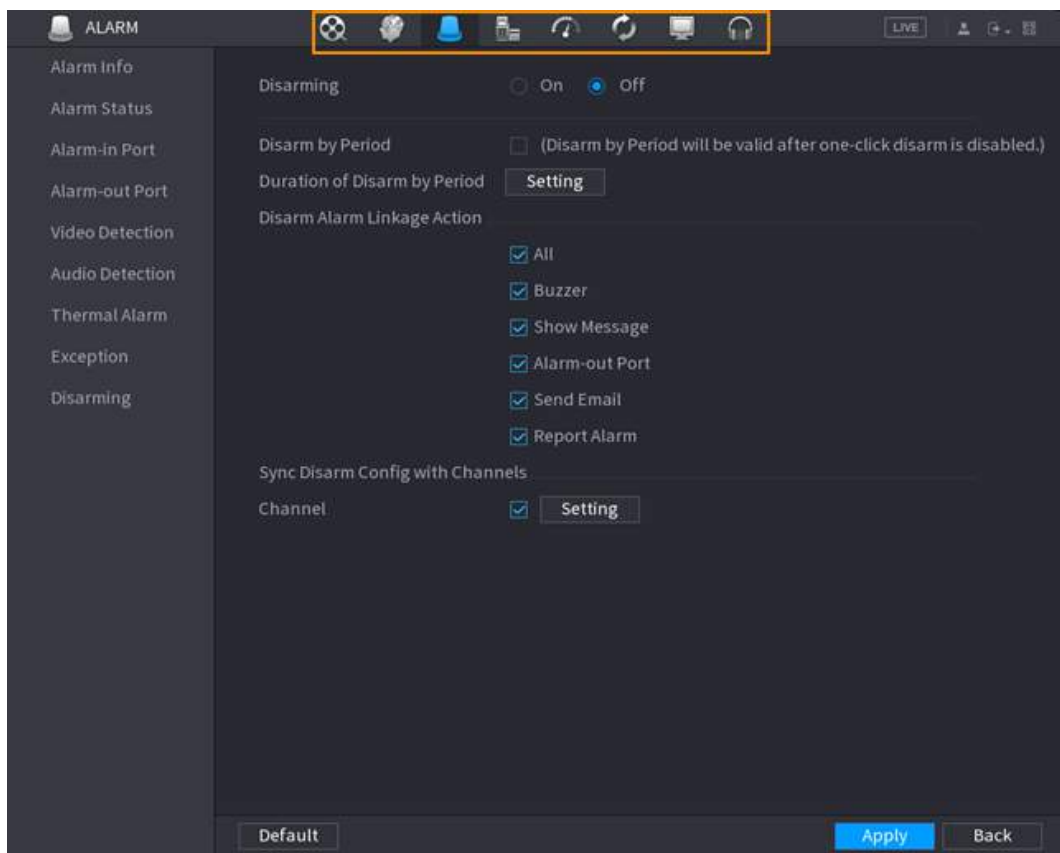 ALARM
LIVE
Alarm Info
Alarm Status
Alarm-in Port
Alarm-out Port
Video Detection
Audio Detection
Thermal Alarm
Exception
Disarming
Disarming On Off
Disarm by Period (Disarm by Period will be valid after one-click disarm is disabled.)
Duration of Disarm by Period Setting
Disarm Alarm Linkage Action
All
Buzzer
Show Message
Alarm-out Port
Send Email
Report Alarm
Sync Disarm Config with Channels
Channel Setting
Default Apply Back